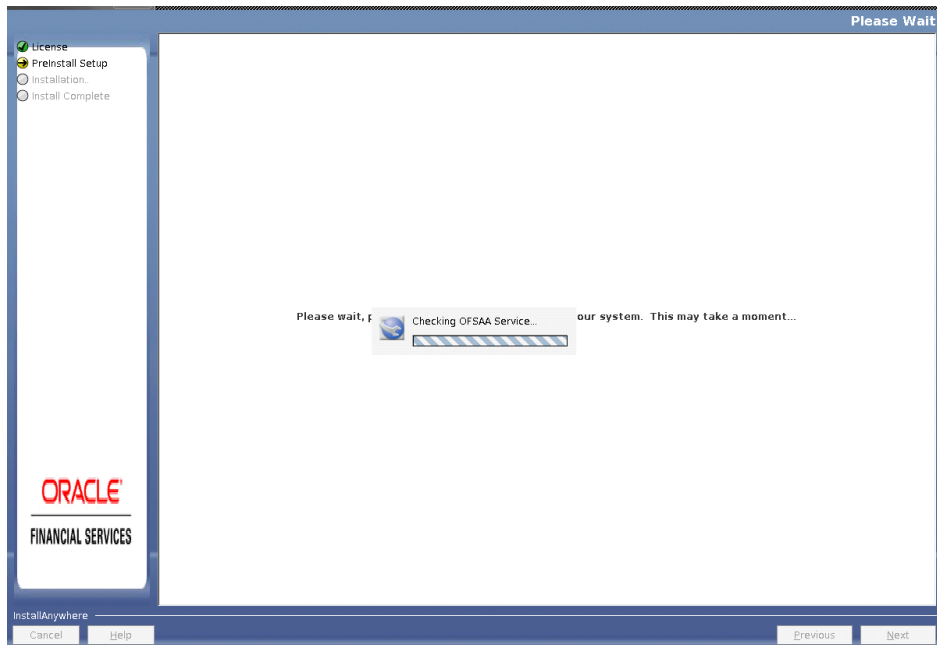 Please Wait
License
PreInstall Setup
Installation..
Install Complete
Please wait, p
Checking OFSAA Service...
our system. This may take a moment...
ORACLE
FINANCIAL SERVICES
InstallAnywhere
Cancel
Help
Previous
Next